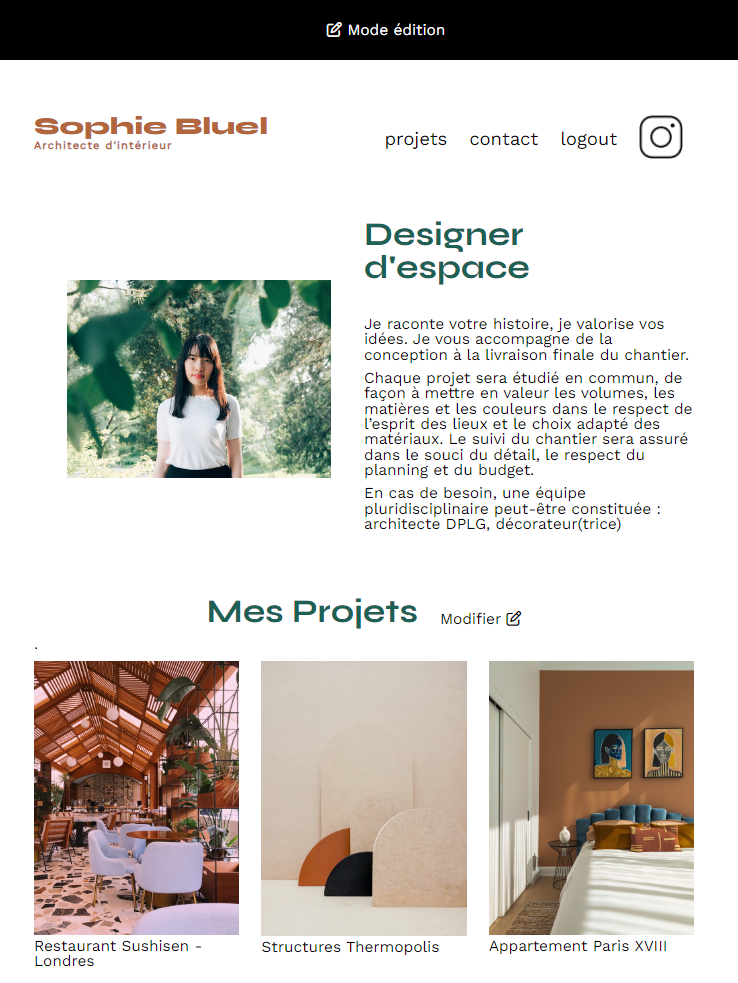 Mode édition
Sophie Bluel
Architecte d'intérieur
projets contact logout
Designer
d'espace
Je raconte votre histoire, je valorise vos
idées. Je vous accompagne de la
conception à la livraison finale du chantier.
Chaque projet sera étudié en commun, de
façon à mettre en valeur les volumes, les
matières et les couleurs dans le respect de
l’esprit des lieux et le choix adapté des
matériaux. Le suivi du chantier sera assuré
dans le souci du détail, le respect du
planning et du budget.
En cas de besoin, une équipe
pluridisciplinaire peut-être constituée :
architecte DPLG, décorateur(trice)
Mes Projets Modifier
.
Restaurant Sushisen -
Londres
Structures Thermopolis
Appartement Paris XVIII